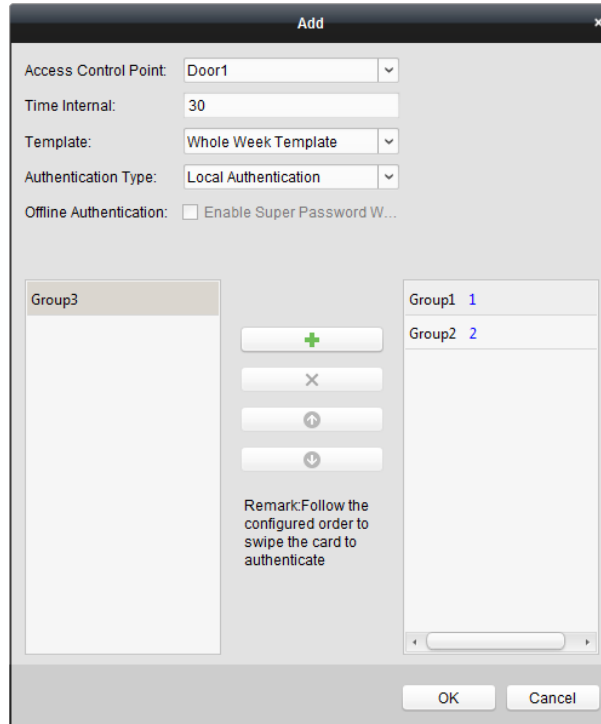 Add
Access Control Point: Door1
Time Internal: 30
Template: Whole Week Template
Authentication Type: Local Authentication
Offline Authentication: Enable Super Password W...
Group3
Group1 1
Group2 2
Remark:Follow the
configured order to
swipe the card to
authenticate
OK Cancel